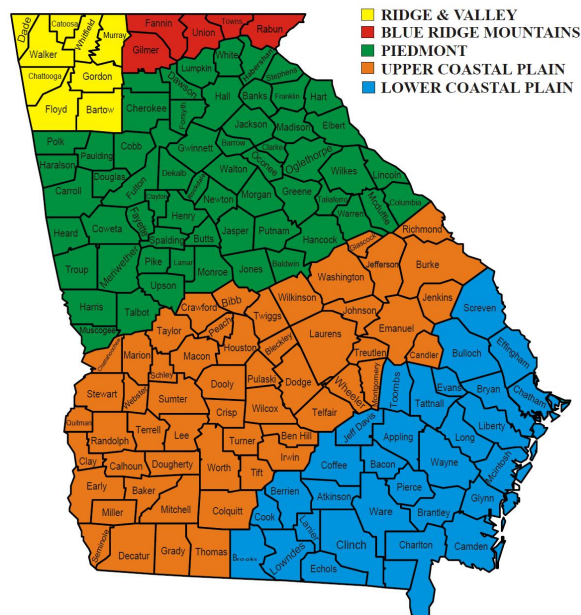 RIDGE & VALLEY
BLUE RIDGE MOUNTAINS
PIEDMONT
UPPER COASTAL PLAIN
LOWER COASTAL PLAIN
Dade
Catoosa
Whitfield
Murray
Fannin
Union
Towns
Rabun
Walker
Gilmer
White
Habersham
Lumpkin
Stephens
Chattooga
Gordon
Dawson
Floyd
Bartow
Cherokee
Forsyth
Hall
Banks
Franklin
Hart
Jackson
Madison
Elbert
Polk
Paulding
Cobb
Gwinnett
Barrow
Clarke
Oconee
Oglethorpe
Haralson
Douglas
Fulton
Dekalb
Rockdale
Walton
Wilkes
Lincoln
Carroll
Clayton
Newton
Morgan
Greene
Taliaferro
Mcduffie
Columbia
Heard
Coweta
Fayette
Henry
Warren
Spalding
Butts
Jasper
Putnam
Hancock
Richmond
Glascock
Troup
Meriwether
Pike
Lamar
Monroe
Jones
Baldwin
Washington
Jefferson
Burke
Upson
Harris
Talbot
Crawford
Bibb
Wilkinson
Jenkins
Screven
Muscogee
Taylor
Peach
Twiggs
Johnson
Emanuel
Chattahoochee
Marion
Macon
Houston
Bleckley
Laurens
Treutlen
Candler
Bulloch
Effingham
Schley
Stewart
Webster
Sumter
Dooly
Pulaski
Dodge
Wheeler
Montgomery
Toombs
Evans
Bryan
Chatham
Tattnall
Crisp
Wilcox
Telfair
Quitman
Randolph
Terrell
Lee
Turner
Ben Hill
Jeff Davis
Appling
Long
Liberty
Irwin
Clay
Calhoun
Dougherty
Worth
Tift
Coffee
Bacon
Wayne
Mcintosh
Early
Baker
Berrien
Atkinson
Pierce
Glynn
Miller
Mitchell
Colquitt
Cook
Lanier
Ware
Brantley
Seminole
Decatur
Grady
Thomas
Brooks
Lowndes
Clinch
Charlton
Camden
Echols